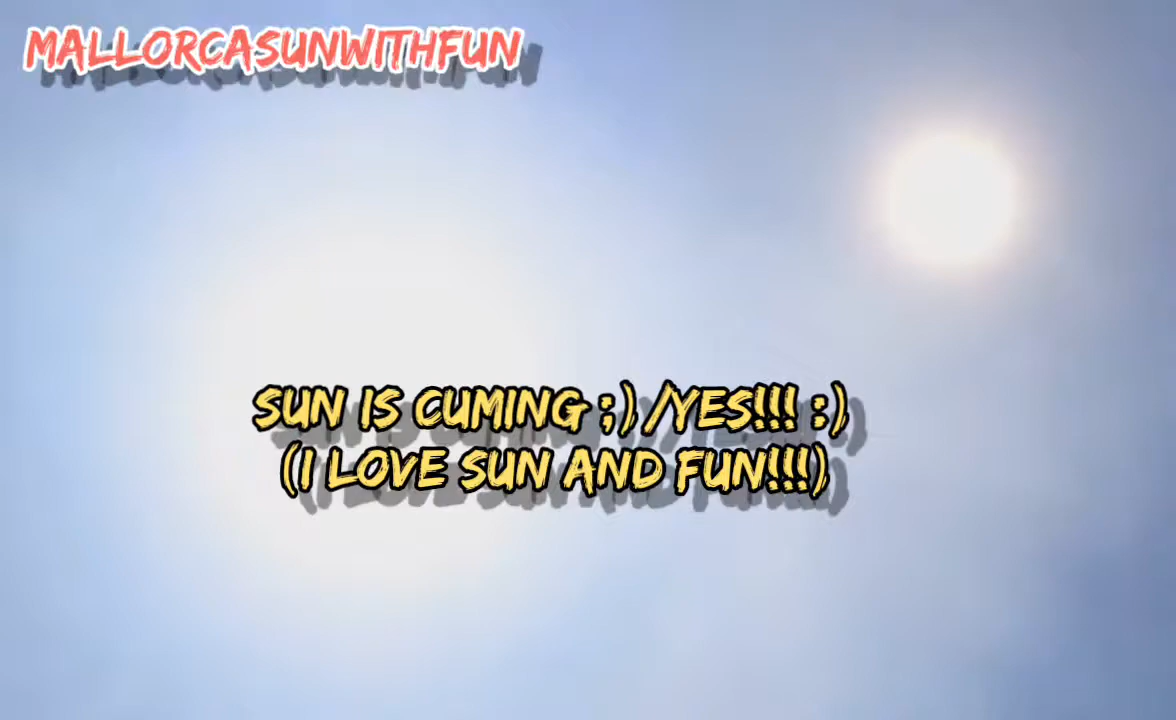 MALLORCASUNWITHFUN
SUN IS CUMING ;) /YES!!! :)
(I LOVE SUN AND FUN!!!)